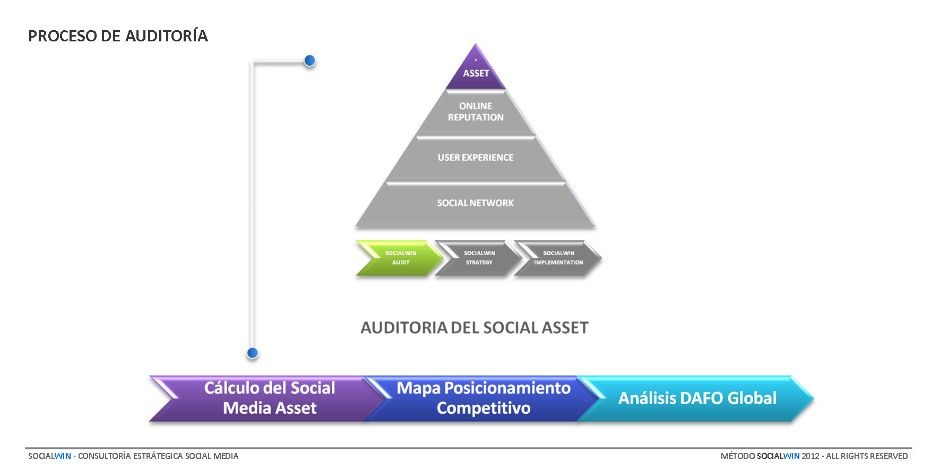 PROCESO DE AUDITORÍA
ASSET
ONLINE
REPUTATION
USER EXPERIENCE
SOCIAL NETWORK
SOCIALWIN
AUDIT
SOCIALWIN
STRATEGY
SOCIALWIN
IMPLEMENTATION
AUDITORIA DEL SOCIAL ASSET
Cálculo del Social
Media Asset
Mapa Posicionamiento
Competitivo
Análisis DAFO Global
SOCIALWIN - CONSULTORÍA ESTRÁTEGICA SOCIAL MEDIA
MÉTODO SOCIALWIN 2012 - ALL RIGHTS RESERVED